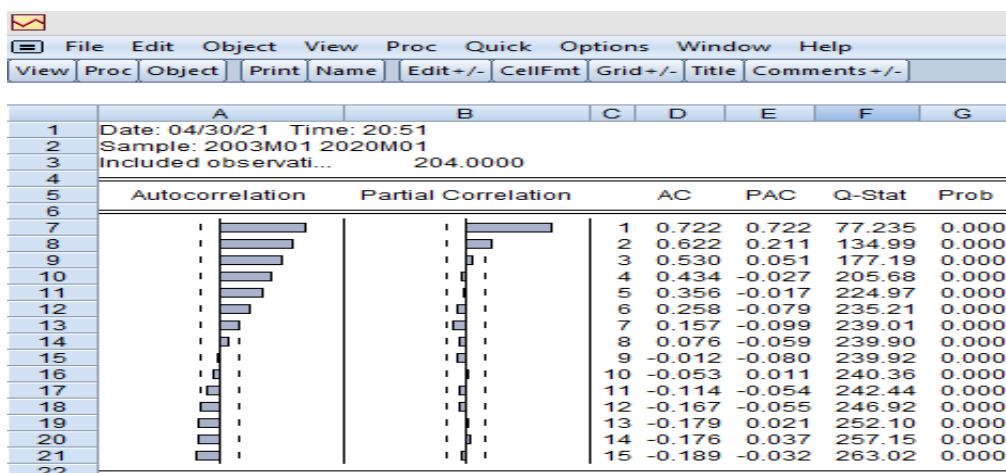 File Edit Object View Proc Quick Options Window Help
View Proc Object Print Name Edit+/- CellFmt Grid+/- Title Comments+/-
A B C D E F G
1 Date: 04/30/21 Time: 20:51
2 Sample: 2003M01 2020M01
3 Included observati... 204.0000
4
5 Autocorrelation Partial Correlation AC PAC Q-Stat Prob
6
7 1 0.722 0.722 77.235 0.000
8 2 0.622 0.211 134.99 0.000
9 3 0.530 0.051 177.19 0.000
10 4 0.434 -0.027 205.68 0.000
11 5 0.356 -0.017 224.97 0.000
12 6 0.258 -0.079 235.21 0.000
13 7 0.157 -0.099 239.01 0.000
14 8 0.076 -0.059 239.90 0.000
15 9 -0.012 -0.080 239.92 0.000
16 10 -0.053 0.011 240.36 0.000
17 11 -0.114 -0.054 242.44 0.000
18 12 -0.167 -0.055 246.92 0.000
19 13 -0.179 0.021 252.10 0.000
20 14 -0.176 0.037 257.15 0.000
21 15 -0.189 -0.032 263.02 0.000